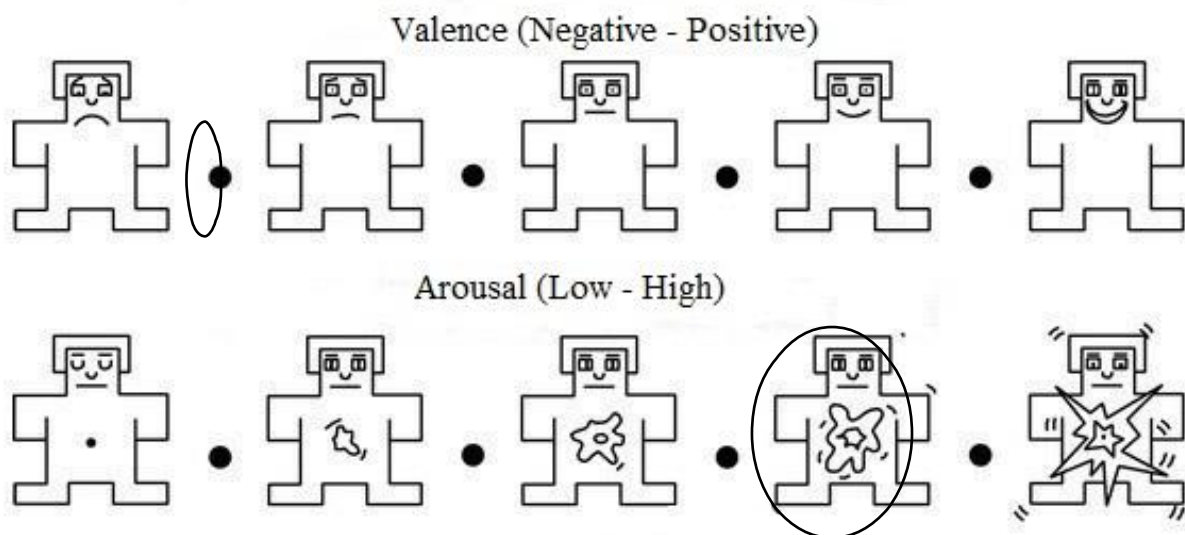 Valence (Negative - Positive)
Arousal (Low - High)